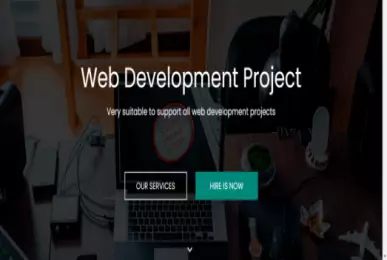 Web Development Project
Very suitable to support all web development projects
OUR SERVICES
HIRE IS NOW